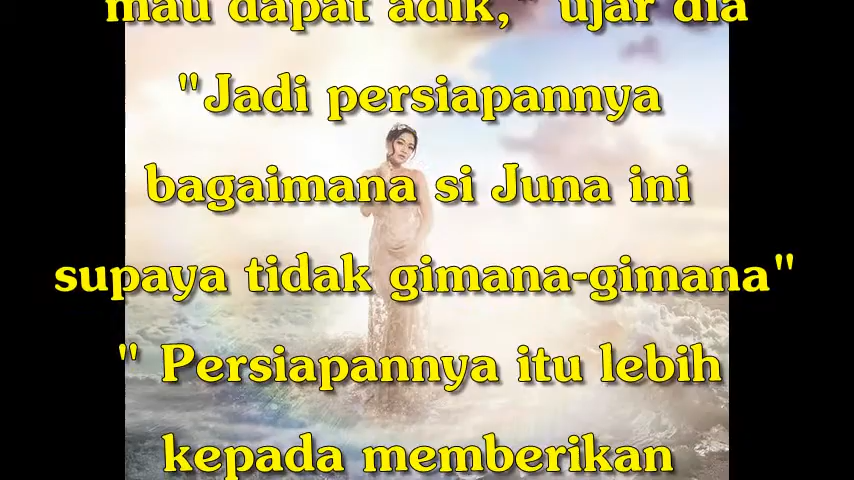 mau dapat adik," ujar dia
"Jadi persiapannya
bagaimana si Juna ini
supaya tidak gimana-gimana"
" Persiapannya itu lebih
kepada memberikan